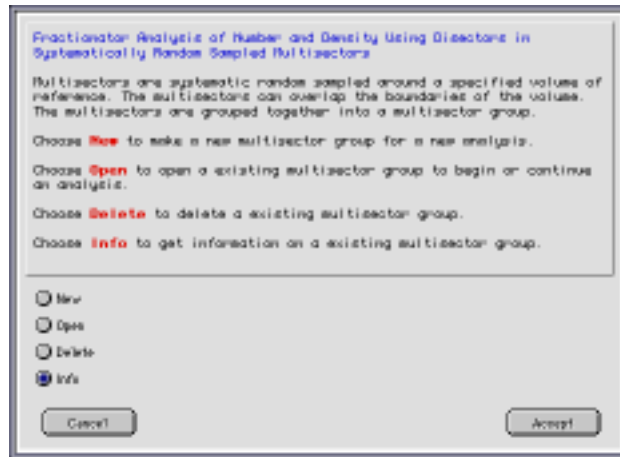 Fractionator Analysis of Number and Density Using Disectors in
Systematically Random Sampled Multisectors
Multisectors are systematic random sampled around a specified volume of
reference. The multisectors can overlap the boundaries of the volume.
The multisectors are grouped together into a multisector group.
Choose New to make a new multisector group for a new analysis.
Choose Open to open a existing multisector group to begin or continue
an analysis.
Choose Delete to delete a existing multisector group.
Choose Info to get information on a existing multisector group.
New
Open
Delete
Info
Cancel
Accept